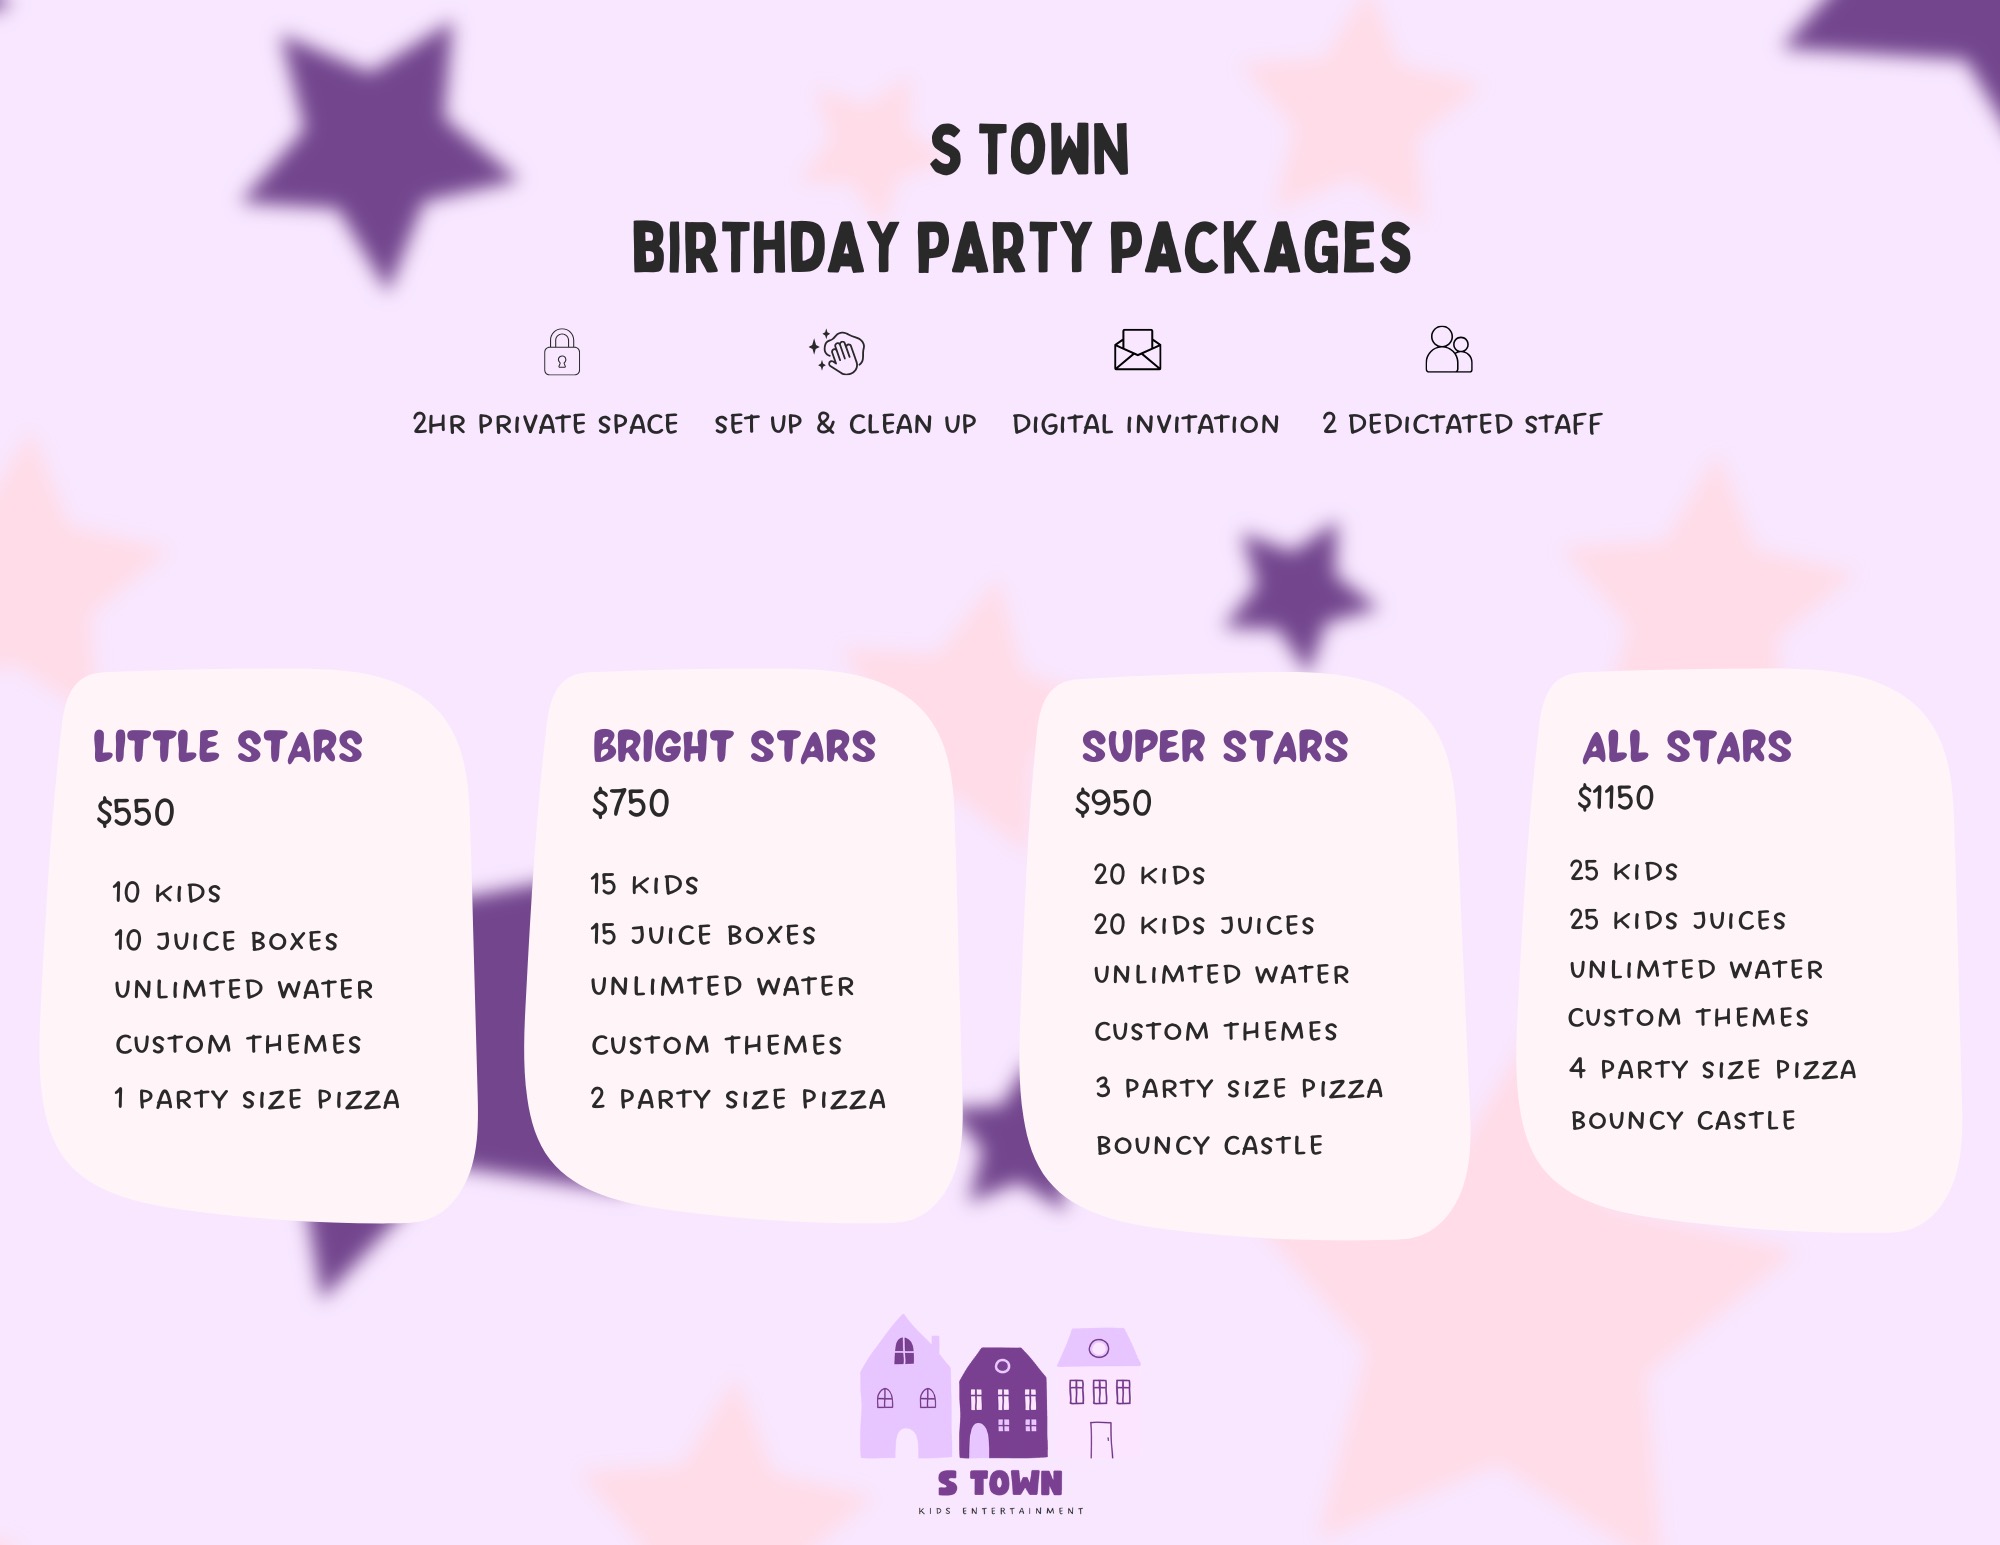 S TOWN
BIRTHDAY PARTY PACKAGES
2HR PRIVATE SPACE
SET UP & CLEAN UP
DIGITAL INVITATION
2 DEDICTATED STAFF
LITTLE STARS
$550
10 KIDS
10 JUICE BOXES
UNLIMTED WATER
CUSTOM THEMES
1 PARTY SIZE PIZZA
BRIGHT STARS
$750
15 KIDS
15 JUICE BOXES
UNLIMTED WATER
CUSTOM THEMES
2 PARTY SIZE PIZZA
SUPER STARS
$950
20 KIDS
20 KIDS JUICES
UNLIMTED WATER
CUSTOM THEMES
3 PARTY SIZE PIZZA
BOUNCY CASTLE
ALL STARS
$1150
25 KIDS
25 KIDS JUICES
UNLIMTED WATER
CUSTOM THEMES
4 PARTY SIZE PIZZA
BOUNCY CASTLE
S TOWN
KIDS ENTERTAINMENT